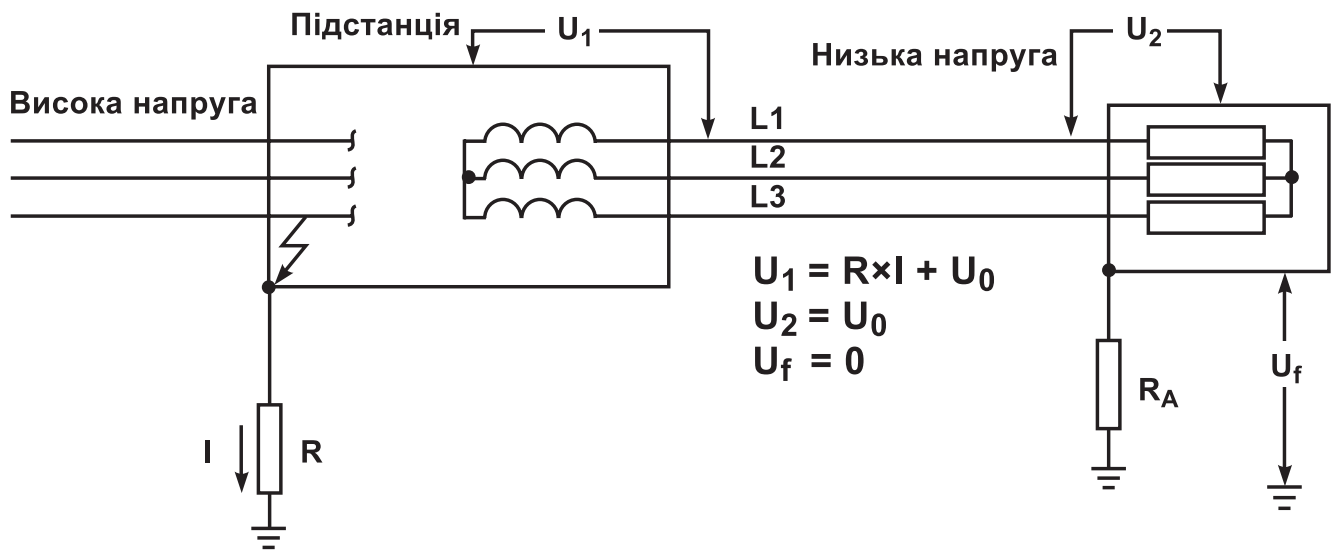 Підстанція
U1
U2
Низька напруга
Висока напруга
L1
L2
L3
U1 = R×I + U0
U2 = U0
Uf = 0
Uf
RA
I
R